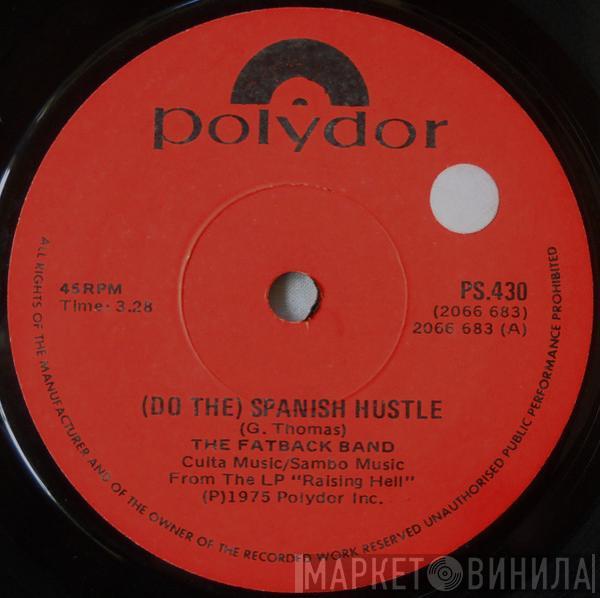 polydor
45RPM
Time: 3.28
PS.430
(2066 683)
2066 683 (A)
(DO THE) SPANISH HUSTLE
(G. Thomas)
THE FATBACK BAND
Culta Music/Sambo Music
From The LP "Raising Hell"
(P)1975 Polydor Inc.
ALL RIGHTS OF THE MANUFACTURER AND OF THE OWNER OF THE RECORDED WORK RESERVED UNAUTHORISED PUBLIC PERFORMANCE PROHIBITED
МАРКЕТ ВИНИЛА